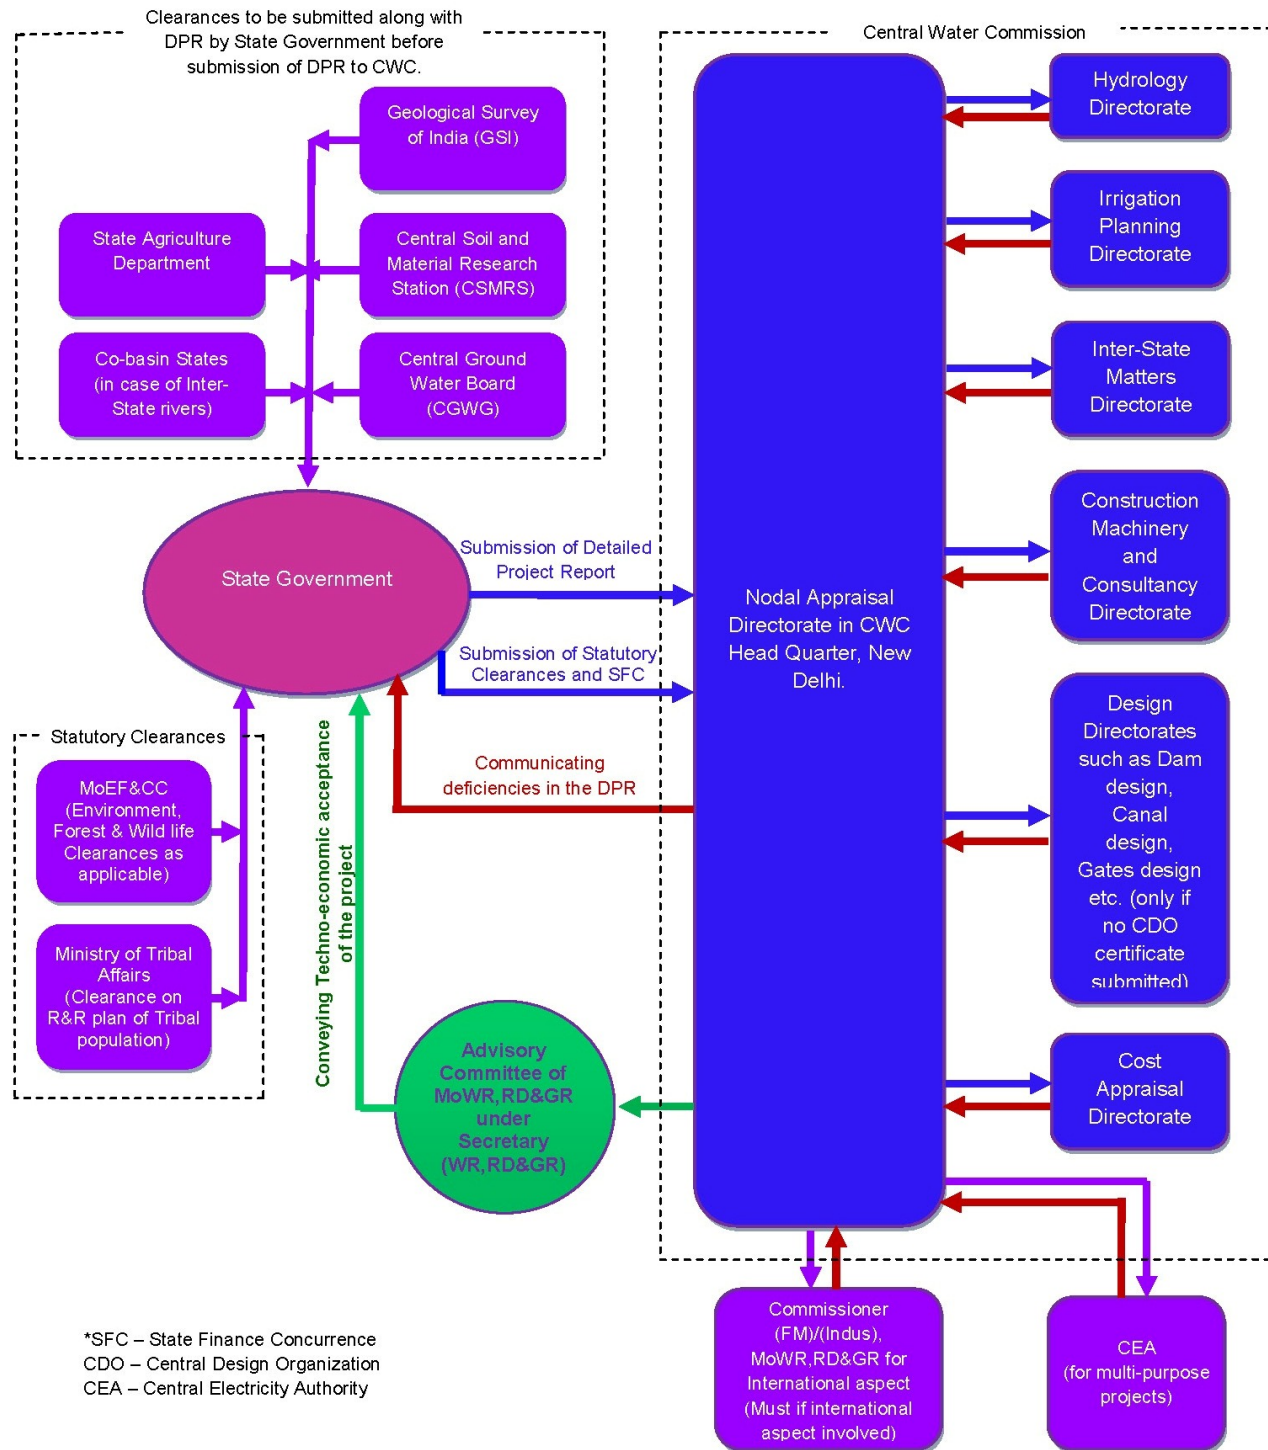 Clearances to be submitted along with
DPR by State Government before
submission of DPR to CWC.
Geological Survey
of India (GSI)
State Agriculture
Department
Central Soil and
Material Research
Station (CSMRS)
Co-basin States
(in case of Inter-
State rivers)
Central Ground
Water Board
(CGWG)
State Government
Submission of Detailed
Project Report
Submission of Statutory
Clearances and SFC
Communicating
deficiencies in the DPR
Statutory Clearances
MoEF&CC
(Environment,
Forest & Wild life
Clearances as
applicable)
Ministry of Tribal
Affairs
(Clearance on
R&R plan of Tribal
population)
Conveying Techno-economic acceptance
of the project
Advisory
Committee of
MoWR,RD&GR
under
Secretary
(WR,RD&GR)
Central Water Commission
Nodal Appraisal
Directorate in CWC
Head Quarter, New
Delhi.
Hydrology
Directorate
Irrigation
Planning
Directorate
Inter-State
Matters
Directorate
Construction
Machinery
and
Consultancy
Directorate
Design
Directorates
such as Dam
design,
Canal
design,
Gates design
etc. (only if
no CDO
certificate
submitted)
Cost
Appraisal
Directorate
Commissioner
(FM)/(Indus),
MoWR,RD&GR for
International aspect
(Must if international
aspect involved)
CEA
(for multi-purpose
projects)
*SFC – State Finance Concurrence
CDO – Central Design Organization
CEA – Central Electricity Authority